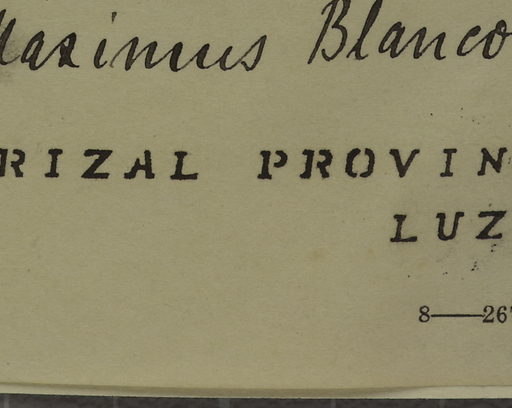 Maximus Blanco
RIZAL PROVIN
LUZ
8——26